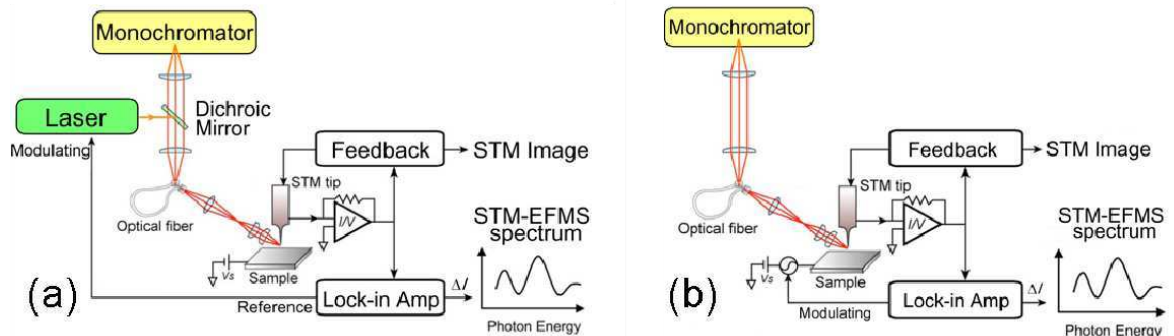 Monochromator
Laser
Dichroic
Mirror
Modulating
Feedback
STM Image
STM tip
Optical fiber
I/V
STM-EFMS
spectrum
Vs
Sample
(a)
Reference
Lock-in Amp
ΔI
Photon Energy
Monochromator
Feedback
STM Image
STM tip
Optical fiber
I/V
STM-EFMS
spectrum
Vs
Sample
(b)
Modulating
Lock-in Amp
ΔI
Photon Energy